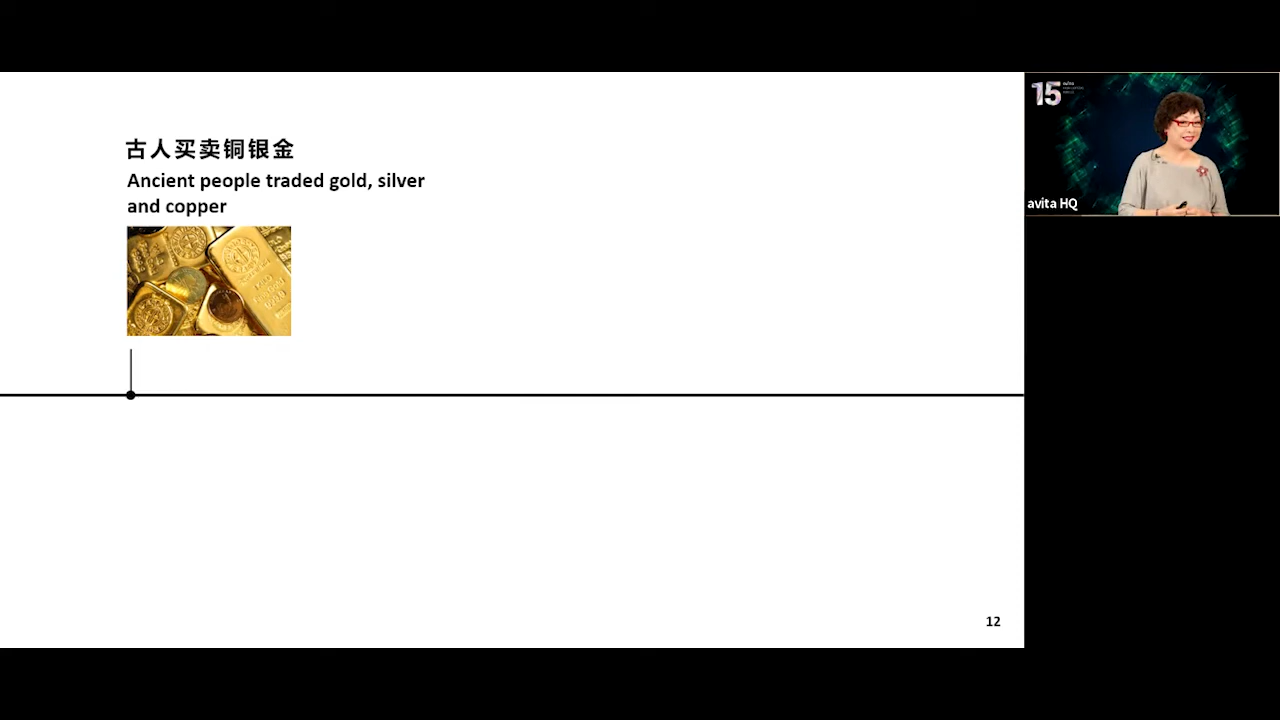 古人买卖铜银金
Ancient people traded gold, silver
and copper
12
15
avita HQ